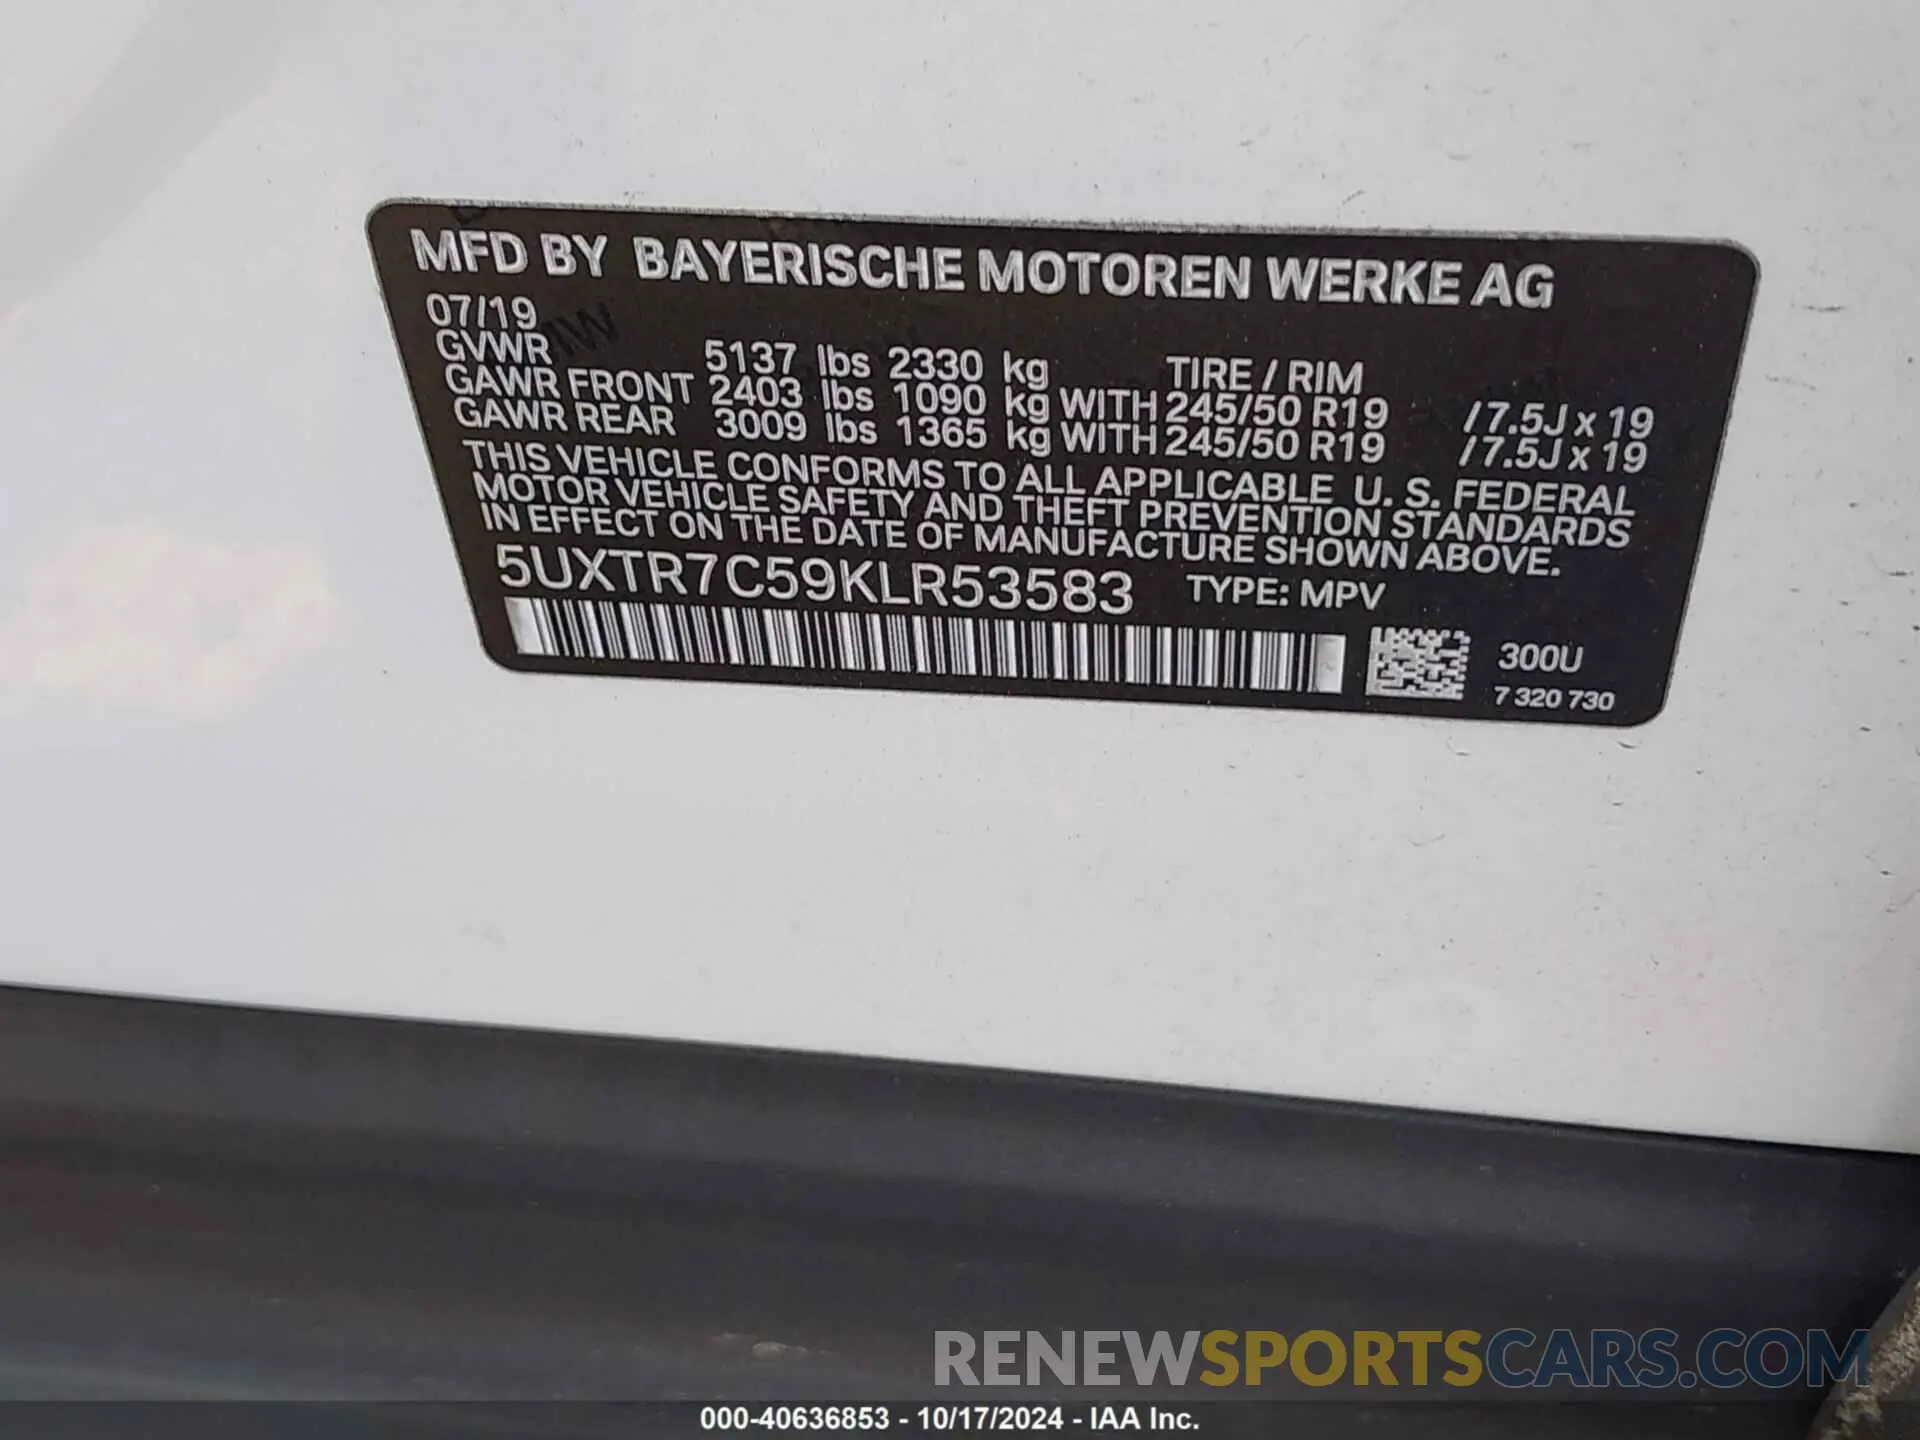 MFD BY BAYERISCHE MOTOREN WERKE AG
07/19
GVWR 5137 lbs 2330 kg TIRE / RIM
GAWR FRONT 2403 lbs 1090 kg WITH 245/50 R19 /7.5J x 19
GAWR REAR 3009 lbs 1365 kg WITH 245/50 R19 /7.5J x 19
THIS VEHICLE CONFORMS TO ALL APPLICABLE U. S. FEDERAL
MOTOR VEHICLE SAFETY AND THEFT PREVENTION STANDARDS
IN EFFECT ON THE DATE OF MANUFACTURE SHOWN ABOVE.
5UXTR7C59KLR53583 TYPE: MPV
300U
7 320 730
RENEWSPORTSCARS.COM
000-40636853 - 10/17/2024 - IAA Inc.